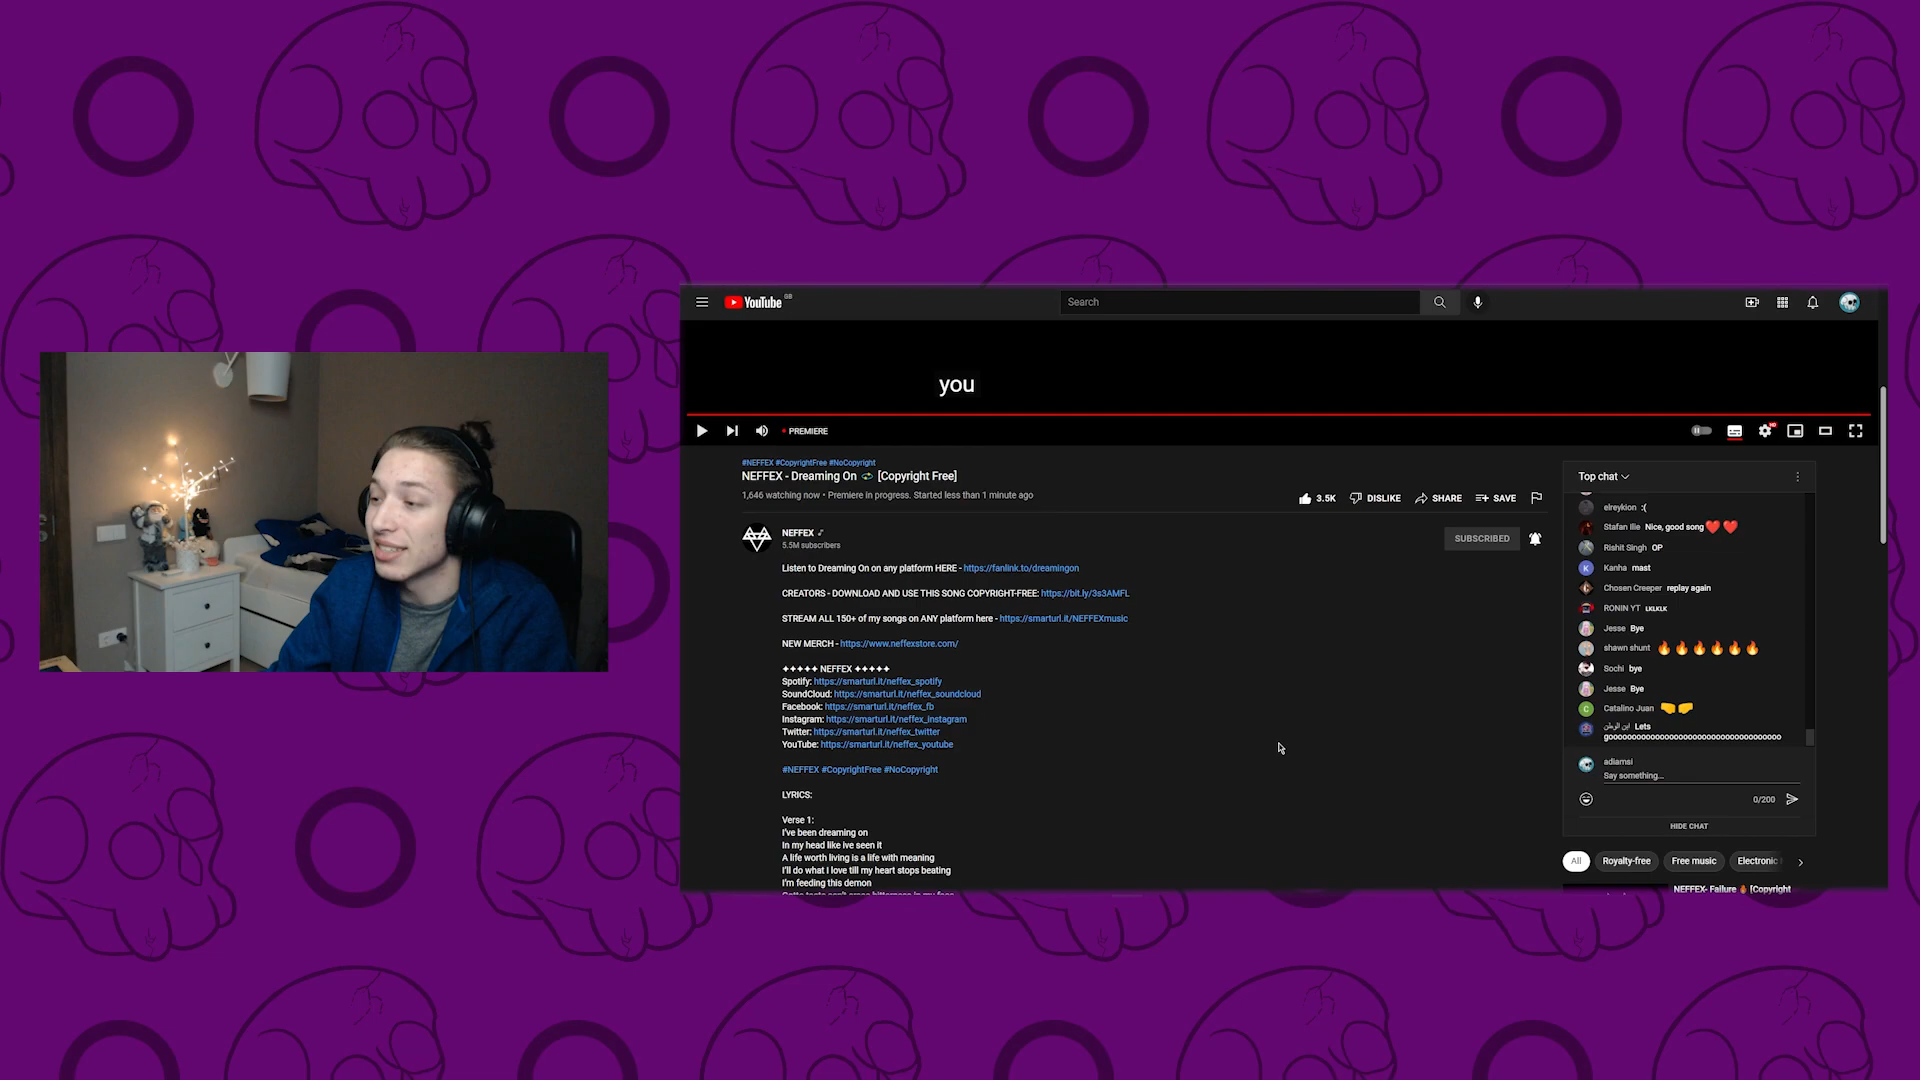 YouTube GB
Search
you
PREMIERE
HD
#NEFFEX #CopyrightFree #NoCopyright
NEFFEX - Dreaming On [Copyright Free]
1,646 watching now • Premiere in progress. Started less than 1 minute ago
3.5K DISLIKE SHARE SAVE
NEFFEX
5.5M subscribers
SUBSCRIBED
Listen to Dreaming On on any platform HERE - https://fanlink.to/dreamingon
CREATORS - DOWNLOAD AND USE THIS SONG COPYRIGHT-FREE: https://bit.ly/3s3AMFL
STREAM ALL 150+ of my songs on ANY platform here - https://smarturl.it/NEFFEXmusic
NEW MERCH - https://www.neffexstore.com/
✦✦✦✦✦ NEFFEX ✦✦✦✦✦
Spotify: https://smarturl.it/neffex_spotify
SoundCloud: https://smarturl.it/neffex_soundcloud
Facebook: https://smarturl.it/neffex_fb
Instagram: https://smarturl.it/neffex_instagram
Twitter: https://smarturl.it/neffex_twitter
YouTube: https://smarturl.it/neffex_youtube
#NEFFEX #CopyrightFree #NoCopyright
LYRICS:
Verse 1:
I've been dreaming on
In my head like ive seen it
A life worth living is a life with meaning
I'll do what I love till my heart stops beating
I'm feeding this demon
Top chat
elreykion :(
Stafan Ilie Nice, good song❤️ ❤️
Rishit Singh OP
Kanha mast
Chosen Creeper replay again
RONIN YT LKLKLK
Jesse Bye
shawn shunt 🔥 🔥 🔥 🔥 🔥 🔥
Sochi bye
Jesse Bye
Catalino Juan 🤜 🤛
ابن الوطن Lets
goooooooooooooooooooooooooooooooooo
adiamsi
Say something...
0/200
HIDE CHAT
All Royalty-free Free music Electronic
NEFFEX- Failure [Copyright